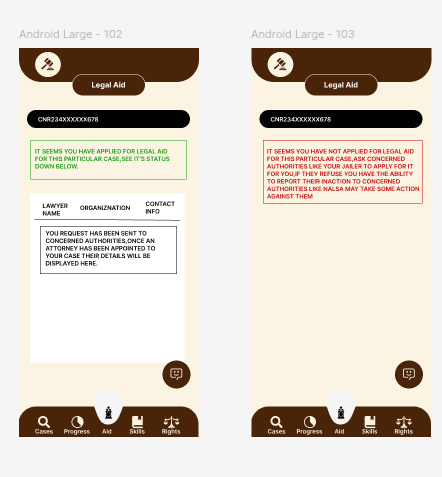 Android Large - 102
Legal Aid
CNR234XXXXXX678
IT SEEMS YOU HAVE APPLIED FOR LEGAL AID
FOR THIS PARTICULAR CASE,SEE IT'S STATUS
DOWN BELOW.
LAWYER
NAME
ORGANIZNATION
CONTACT
INFO
YOU REQUEST HAS BEEN SENT TO
CONCERNED AUTHORITIES,ONCE AN
ATTORNEY HAS BEEN APPOINTED TO
YOUR CASE THEIR DETAILS WILL BE
DISPLAYED HERE.
Cases Progress Aid Skills Rights
Android Large - 103
Legal Aid
CNR234XXXXXX678
IT SEEMS YOU HAVE NOT APPLIED FOR LEGAL AID
FOR THIS PARTICULAR CASE,ASK CONCERNED
AUTHORITIES LIKE YOUR JAILER TO APPLY FOR IT
FOR YOU,IF THEY REFUSE YOU HAVE THE ABILITY
TO REPORT THEIR INACTION TO CONCERNED
AUTHORITIES LIKE NALSA MAY TAKE SOME ACTION
AGAINST THEM
Cases Progress Aid Skills Rights